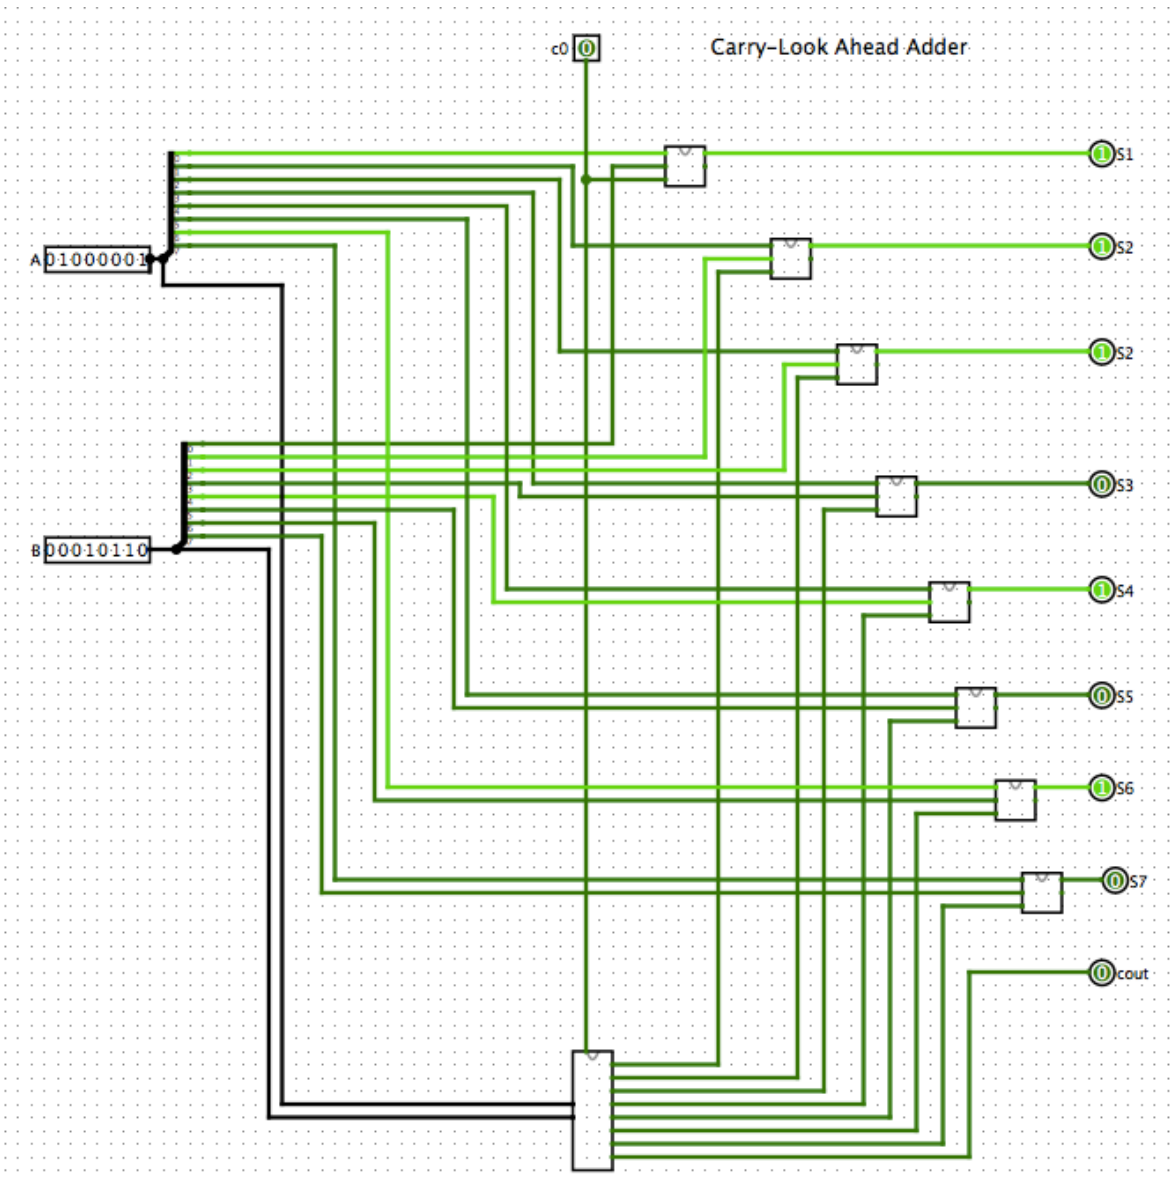 c0 0 Carry-Look Ahead Adder
1 S1
1 S2
A 01000001
1 S2
0 S3
B 00010110
1 S4
0 S5
1 S6
0 S7
0 cout